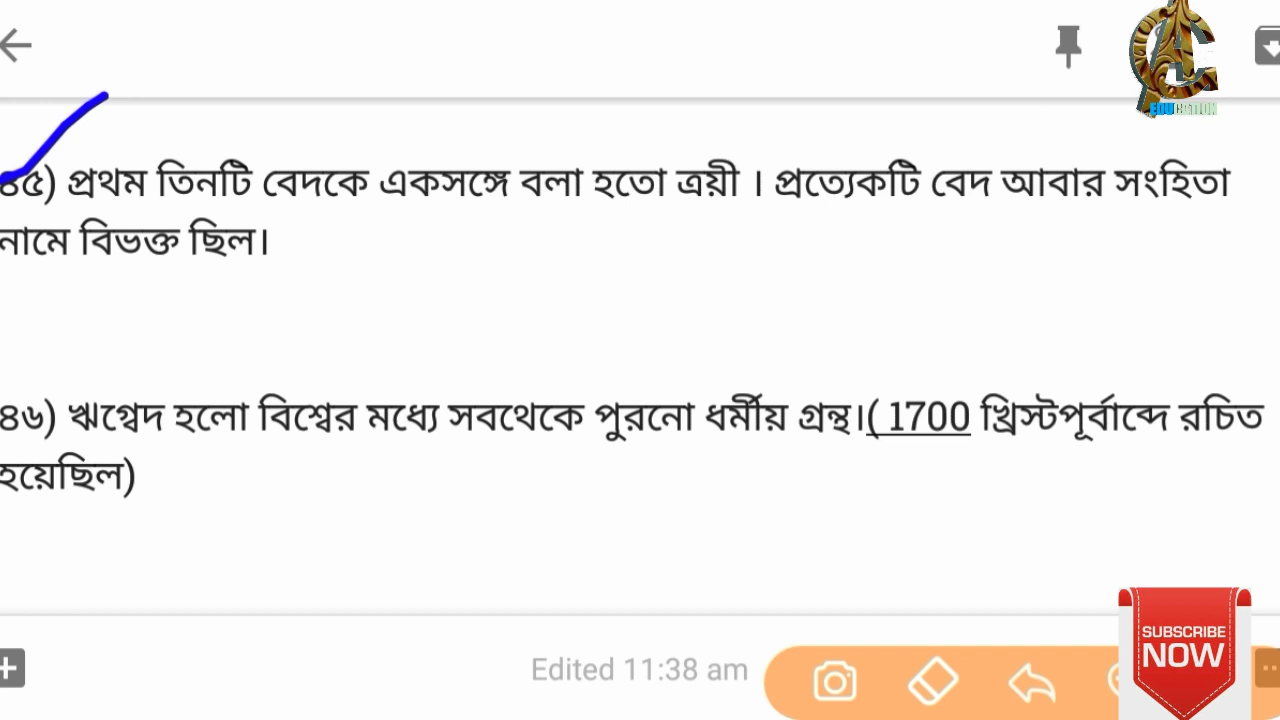 EDUCATION
৪৫) প্রথম তিনটি বেদকে একসঙ্গে বলা হতো ত্রয়ী । প্রত্যেকটি বেদ আবার সংহিতা
নামে বিভক্ত ছিল।
৪৬) ঋগ্বেদ হলো বিশ্বের মধ্যে সবথেকে পুরনো ধর্মীয় গ্রন্থ।( 1700 খ্রিস্টপূর্বাব্দে রচিত
হয়েছিল)
Edited 11:38 am
SUBSCRIBE
NOW